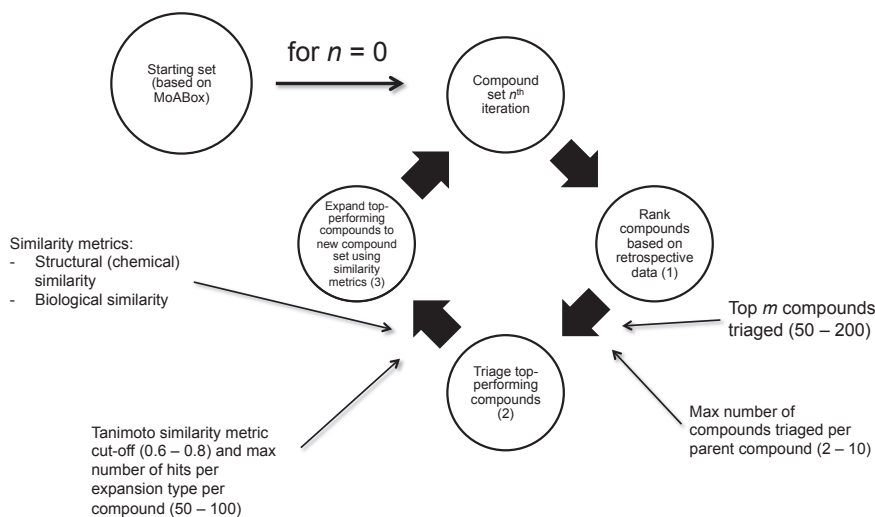 Starting set
(based on
MoABox)
for n = 0
Compound
set nth
iteration
Rank
compounds
based on
retrospective
data (1)
Top m compounds
triaged (50 – 200)
Max number of
compounds triaged per
parent compound (2 – 10)
Triage top-
performing
compounds
(2)
Expand top-
performing
compounds to
new compound
set using
similarity
metrics (3)
Similarity metrics:
- Structural (chemical)
similarity
- Biological similarity
Tanimoto similarity metric
cut-off (0.6 – 0.8) and max
number of hits per
expansion type per
compound (50 – 100)